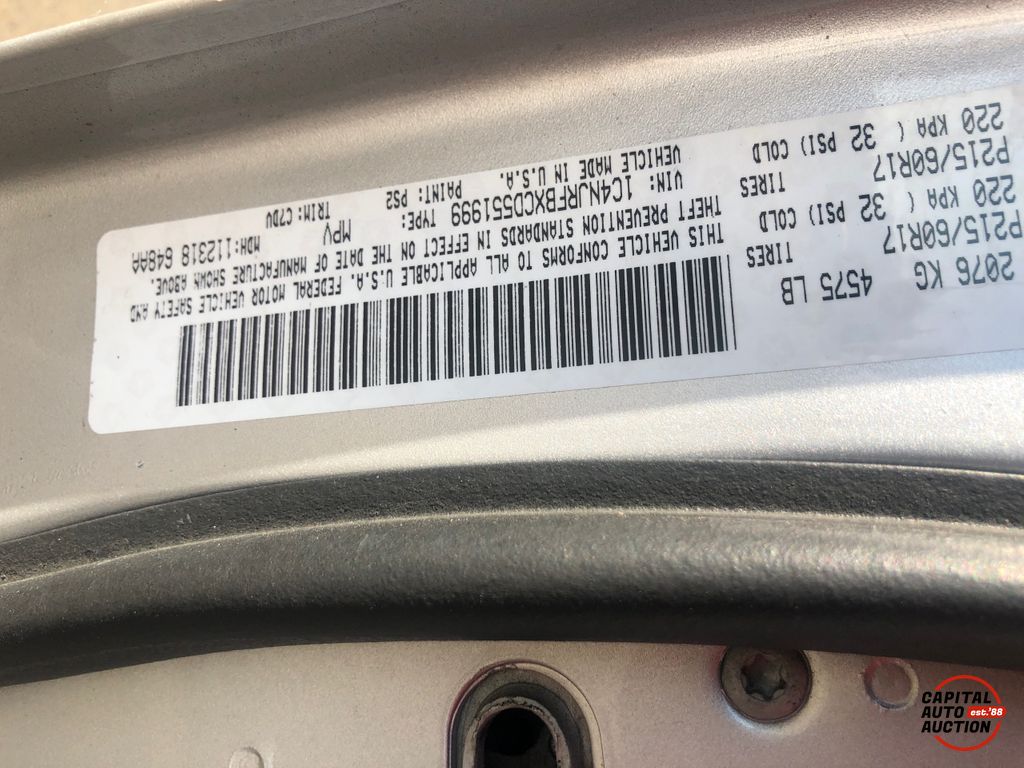 2076 KG
4575 LB
P215/60R17
TIRES
220 KPA ( 32 PSI) COLD
P215/60R17
TIRES
220 KPA ( 32 PSI) COLD
THIS VEHICLE CONFORMS TO ALL APPLICABLE U.S.A. FEDERAL MOTOR VEHICLE SAFETY AND
THEFT PREVENTION STANDARDS IN EFFECT ON THE DATE OF MANUFACTURE SHOWN ABOVE.
VIN: 1C4NJRFBXCD551999 TYPE: MPV MDH:112318 648AA
VEHICLE MADE IN U.S.A. PAINT: PS2 TRIM: C7DV
CAPITAL
AUTO est.'88
AUCTION